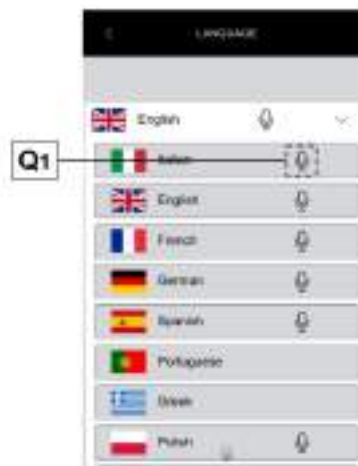 LANGUAGE
English
Q1
Italian
English
French
German
Spanish
Portuguese
Greek
Polish